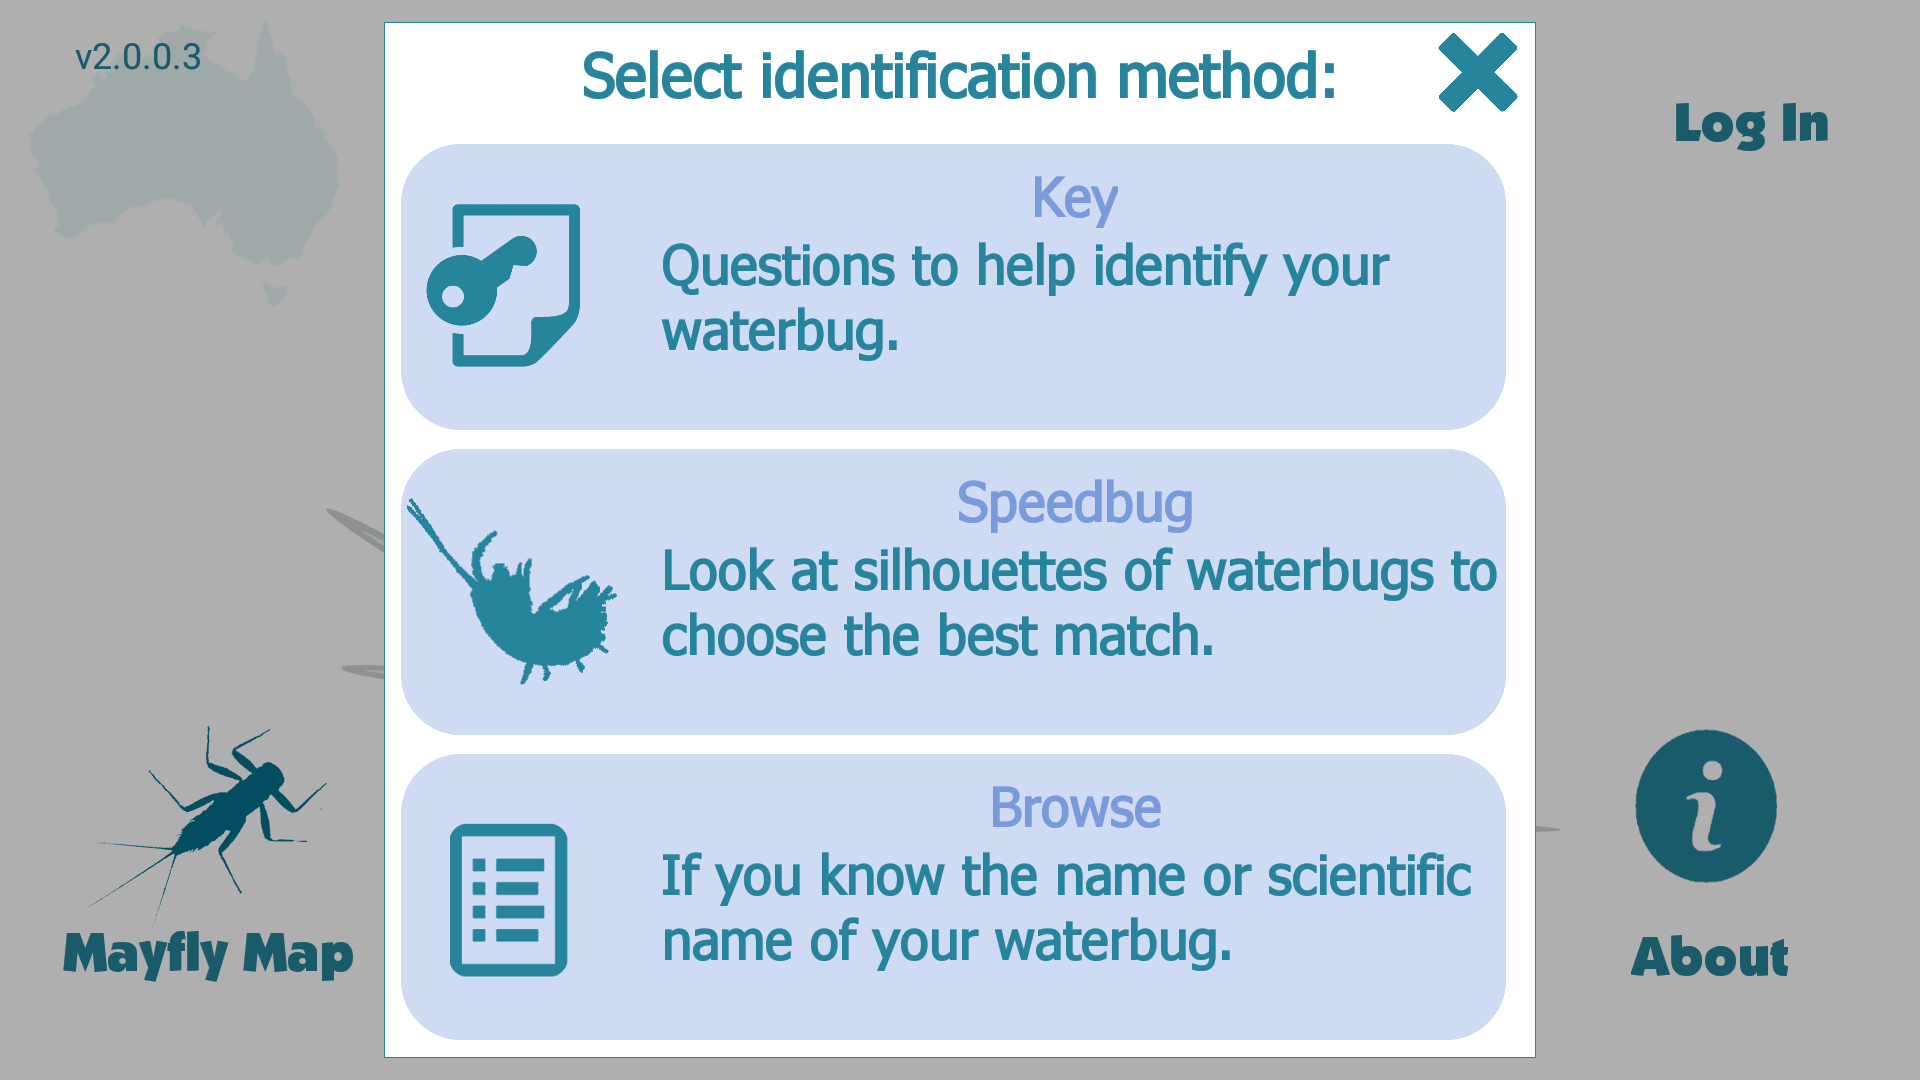 v2.0.0.3
Select identification method:
Log In
Key
Questions to help identify your
waterbug.
Speedbug
Look at silhouettes of waterbugs to
choose the best match.
Browse
If you know the name or scientific
name of your waterbug.
Mayfly Map
About